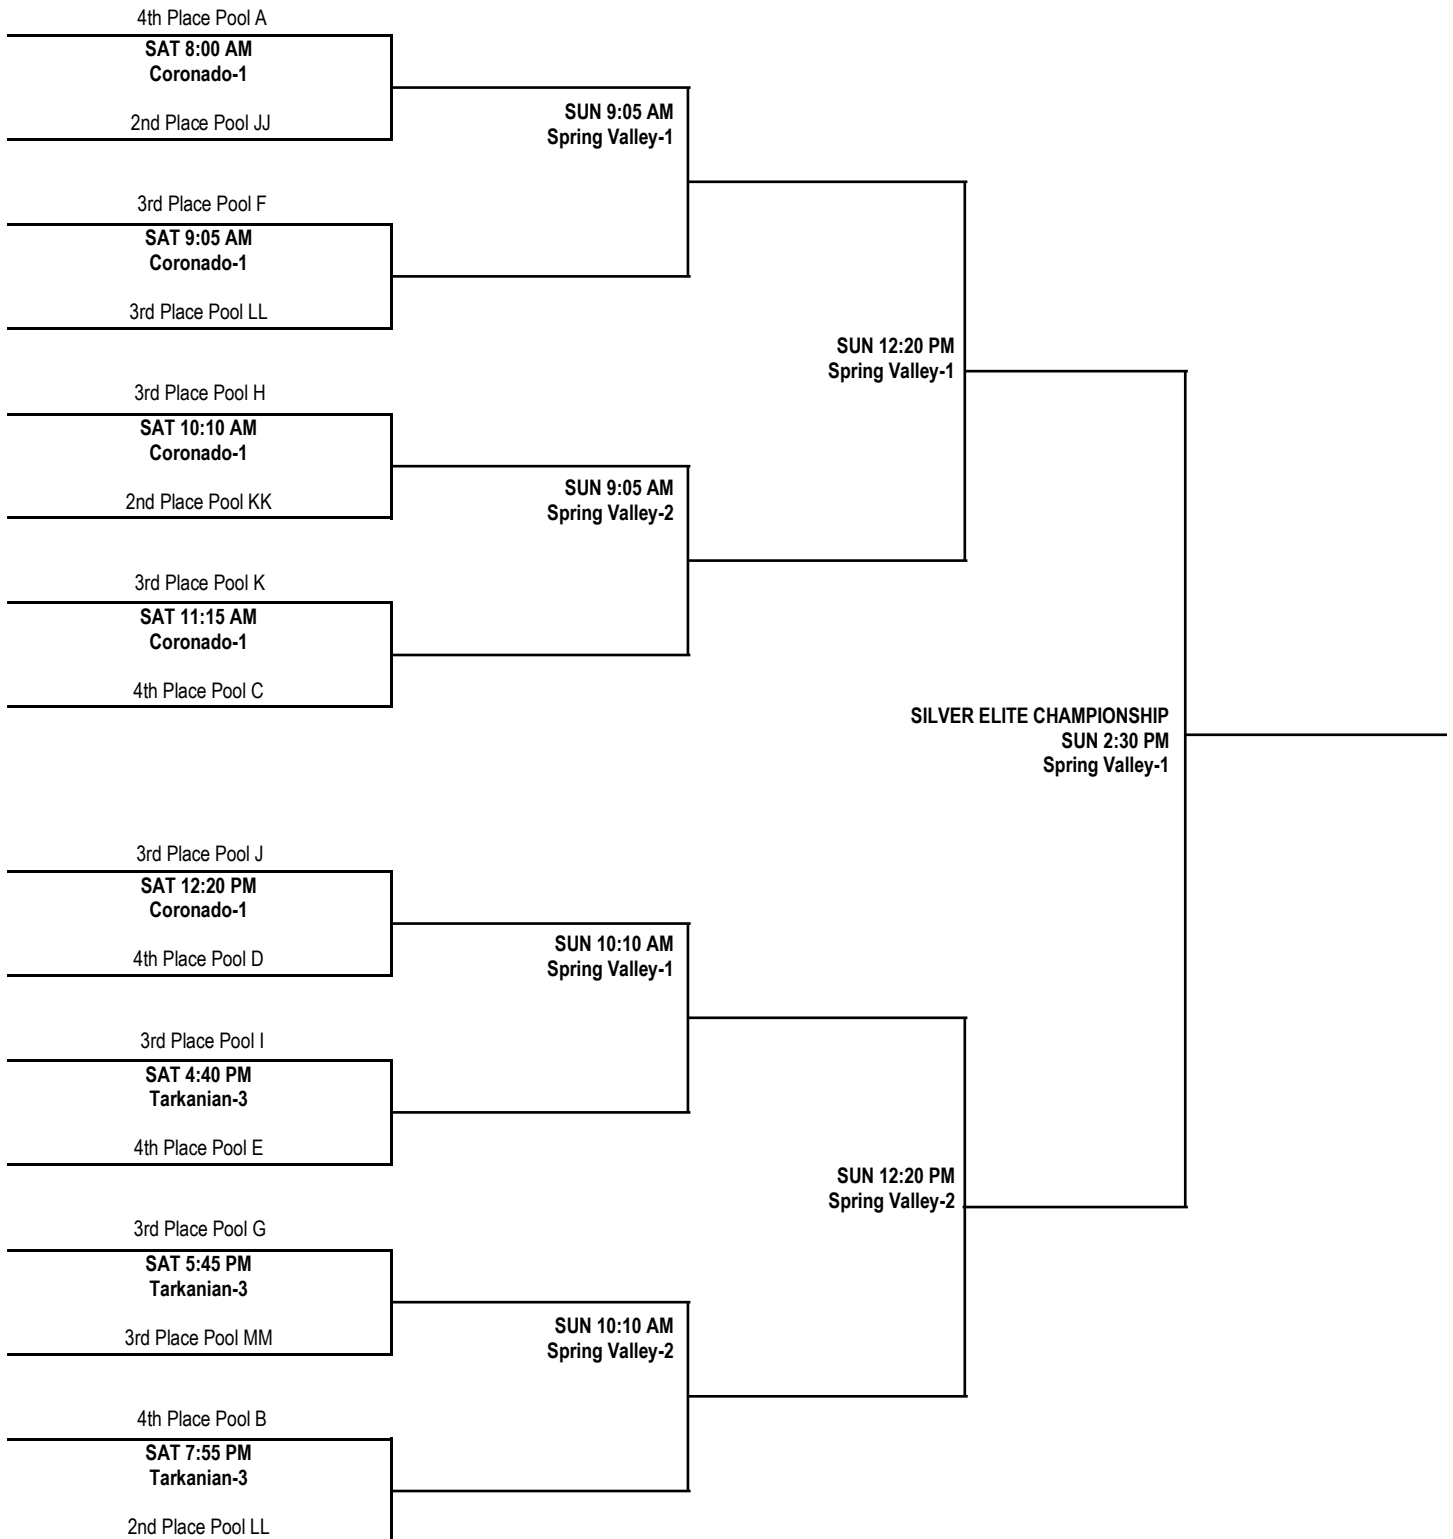 4th Place Pool A
SAT 8:00 AM
Coronado-1
2nd Place Pool JJ
SUN 9:05 AM
Spring Valley-1
3rd Place Pool F
SAT 9:05 AM
Coronado-1
3rd Place Pool LL
SUN 12:20 PM
Spring Valley-1
3rd Place Pool H
SAT 10:10 AM
Coronado-1
2nd Place Pool KK
SUN 9:05 AM
Spring Valley-2
3rd Place Pool K
SAT 11:15 AM
Coronado-1
4th Place Pool C
SILVER ELITE CHAMPIONSHIP
SUN 2:30 PM
Spring Valley-1
3rd Place Pool J
SAT 12:20 PM
Coronado-1
4th Place Pool D
SUN 10:10 AM
Spring Valley-1
3rd Place Pool I
SAT 4:40 PM
Tarkanian-3
4th Place Pool E
SUN 12:20 PM
Spring Valley-2
3rd Place Pool G
SAT 5:45 PM
Tarkanian-3
3rd Place Pool MM
SUN 10:10 AM
Spring Valley-2
4th Place Pool B
SAT 7:55 PM
Tarkanian-3
2nd Place Pool LL